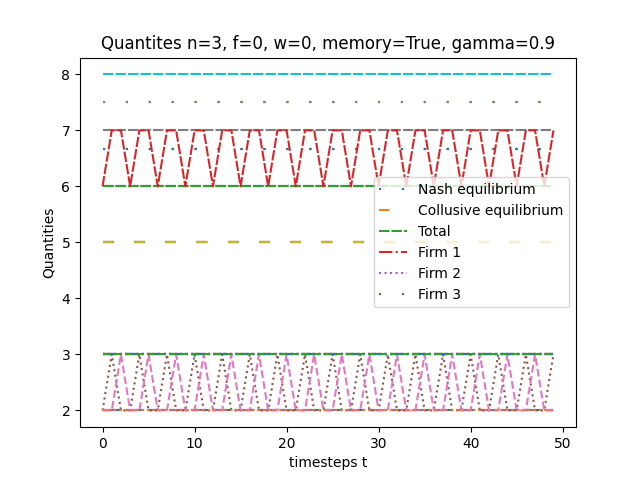 Quantites n=3, f=0, w=0, memory=True, gamma=0.9
8
7
6
5
4
3
2
Quantities
Nash equilibrium
Collusive equilibrium
Total
Firm 1
Firm 2
Firm 3
0
10
20
30
40
50
timesteps t